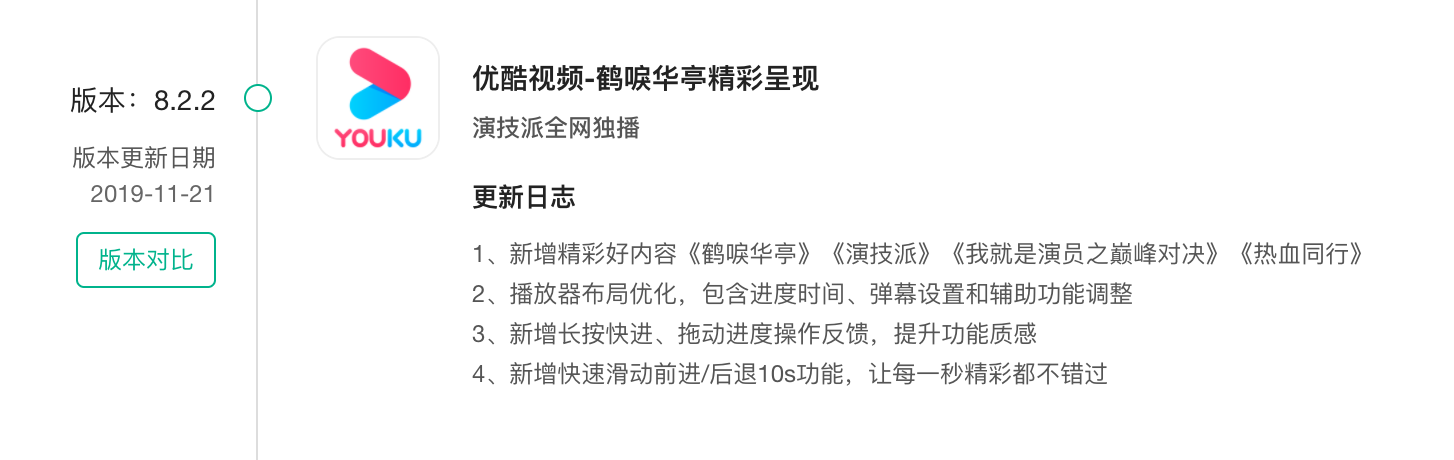 版本：8.2.2
版本更新日期
2019-11-21
版本对比
YOUKU
优酷视频-鹤唳华亭精彩呈现
演技派全网独播
更新日志
1、新增精彩好内容《鹤唳华亭》《演技派》《我就是演员之巅峰对决》《热血同行》
2、播放器布局优化，包含进度时间、弹幕设置和辅助功能调整
3、新增长按快进、拖动进度操作反馈，提升功能质感
4、新增快速滑动前进/后退10s功能，让每一秒精彩都不错过